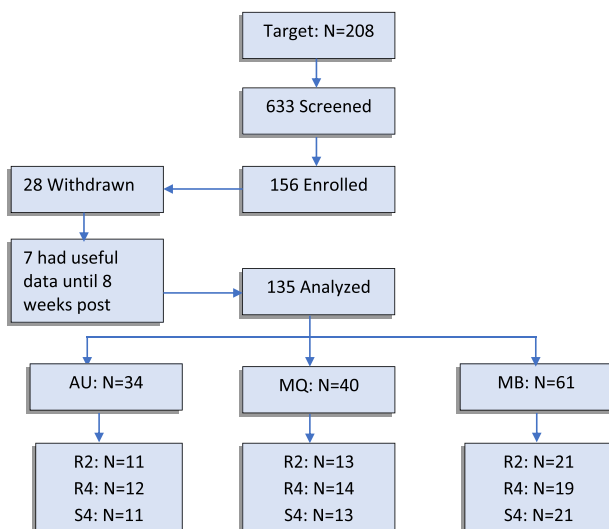 Target: N=208
633 Screened
28 Withdrawn
156 Enrolled
7 had useful
data until 8
weeks post
135 Analyzed
AU: N=34
MQ: N=40
MB: N=61
R2: N=11
R4: N=12
S4: N=11
R2: N=13
R4: N=14
S4: N=13
R2: N=21
R4: N=19
S4: N=21